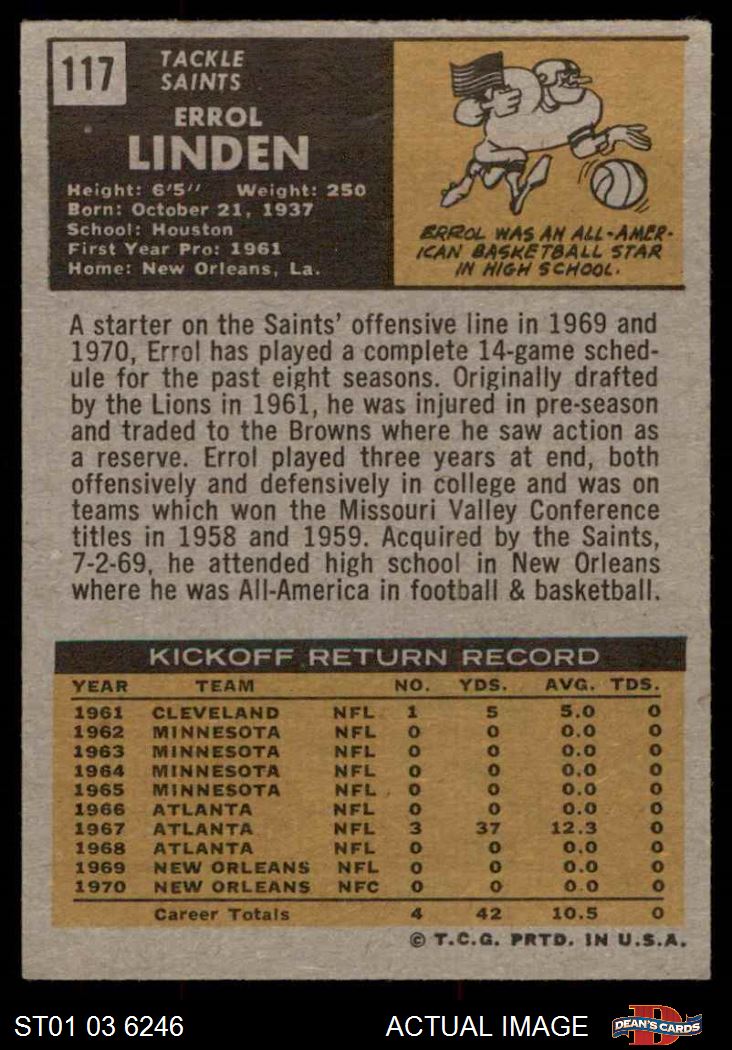 117
TACKLE
SAINTS
ERROL
LINDEN
Height: 6'5" Weight: 250
Born: October 21, 1937
School: Houston
First Year Pro: 1961
Home: New Orleans, La.
ERROL WAS AN ALL-AMER-
ICAN BASKETBALL STAR
IN HIGH SCHOOL.
A starter on the Saints' offensive line in 1969 and
1970, Errol has played a complete 14-game sched-
ule for the past eight seasons. Originally drafted
by the Lions in 1961, he was injured in pre-season
and traded to the Browns where he saw action as
a reserve. Errol played three years at end, both
offensively and defensively in college and was on
teams which won the Missouri Valley Conference
titles in 1958 and 1959. Acquired by the Saints,
7-2-69, he attended high school in New Orleans
where he was All-America in football & basketball.
KICKOFF RETURN RECORD
YEAR TEAM NO. YDS. AVG. TDS.
1961 CLEVELAND NFL 1 5 5.0 0
1962 MINNESOTA NFL 0 0 0.0 0
1963 MINNESOTA NFL 0 0 0.0 0
1964 MINNESOTA NFL 0 0 0.0 0
1965 MINNESOTA NFL 0 0 0.0 0
1966 ATLANTA NFL 0 0 0.0 0
1967 ATLANTA NFL 3 37 12.3 0
1968 ATLANTA NFL 0 0 0.0 0
1969 NEW ORLEANS NFL 0 0 0.0 0
1970 NEW ORLEANS NFC 0 0 0.0 0
Career Totals 4 42 10.5 0
© T.C.G. PRTD. IN U.S.A.
ST01 03 6246 ACTUAL IMAGE D DEAN'S CARDS